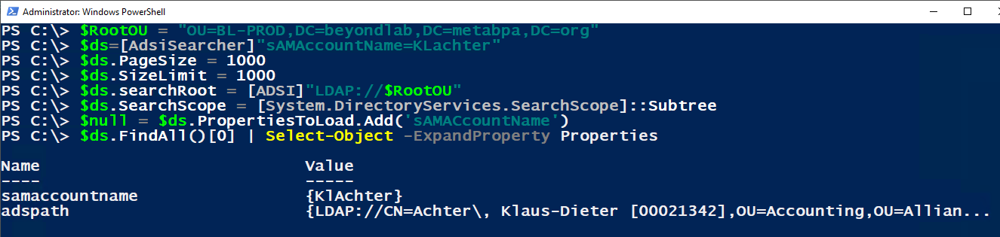 Administrator: Windows PowerShell
PS C:\> $RootOU = "OU=BL-PROD,DC=beyondlab,DC=metabpa,DC=org"
PS C:\> $ds=[AdsiSearcher]"sAMAccountName=KLachter"
PS C:\> $ds.PageSize = 1000
PS C:\> $ds.SizeLimit = 1000
PS C:\> $ds.searchRoot = [ADSI]"LDAP://$RootOU"
PS C:\> $ds.SearchScope = [System.DirectoryServices.SearchScope]::Subtree
PS C:\> $null = $ds.PropertiesToLoad.Add('sAMACcountName')
PS C:\> $ds.FindAll()[0] | Select-Object -ExpandProperty Properties
Name Value
---- -----
samaccountname {KlAchter}
adspath {LDAP://CN=Achter\, Klaus-Dieter [00021342],OU=Accounting,OU=Allian...